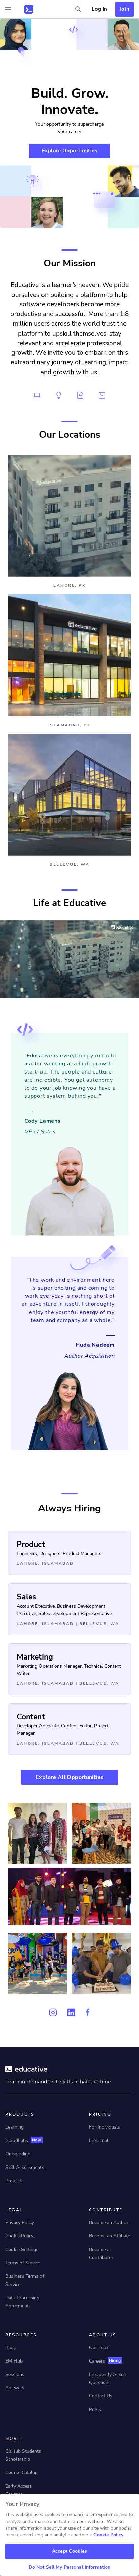 Log In
Join
Build. Grow.
Innovate.
Your opportunity to supercharge
your career
Explore Opportunities
Our Mission
Educative is a learner's heaven. We pride
ourselves on building a platform to help
software developers become more
productive and successful. More than 1.8
million users across the world trust the
platform to stay relevant, stay
competitive, and accelerate professional
growth. We invite you to embark on this
extraordinary journey of learning, impact
and growth with us.
Our Locations
LAHORE, PK
ISLAMABAD, PK
BELLEVUE, WA
Life at Educative
"Educative is everything you could
ask for working at a high-growth
start-up. The people and culture
are incredible. You get autonomy
to do your job knowing you have a
support system behind you."
Cody Lamens
VP of Sales
"The work and environment here
is super exciting and coming to
work everyday is nothing short of
an adventure itself. I thoroughly
enjoy the youthful energy of my
team and company as a whole."
Huda Nadeem
Author Acquisition
Always Hiring
Product
Engineers, Designers, Product Managers
LAHORE, ISLAMABAD
Sales
Account Executive, Business Development
Executive, Sales Development Representative
LAHORE, ISLAMABAD | BELLEVUE, WA
Marketing
Marketing Operations Manager, Technical Content
Writer
LAHORE, ISLAMABAD | BELLEVUE, WA
Content
Developer Advocate, Content Editor, Project
Manager
LAHORE, ISLAMABAD | BELLEVUE, WA
Explore All Opportunities
educative
Learn in-demand tech skills in half the time
PRODUCTS
Learning
CloudLabs New
Onboarding
Skill Assessments
Projects
PRICING
For Individuals
Free Trial
LEGAL
Privacy Policy
Cookie Policy
Cookie Settings
Terms of Service
Business Terms of
Service
Data Processing
Agreement
CONTRIBUTE
Become an Author
Become an Affiliate
Become a
Contributor
RESOURCES
Blog
EM Hub
Sessions
Answers
ABOUT US
Our Team
Careers Hiring
Frequently Asked
Questions
Contact Us
Press
MORE
GitHub Students
Scholarship
Course Catalog
Early Access
Your Privacy
This website uses cookies to enhance user experience
and analyze performance and traffic on our website.
We also share information about your use of our site
with our social media, advertising and analytics partners. Cookie Policy
Accept Cookies
Do Not Sell My Personal Information